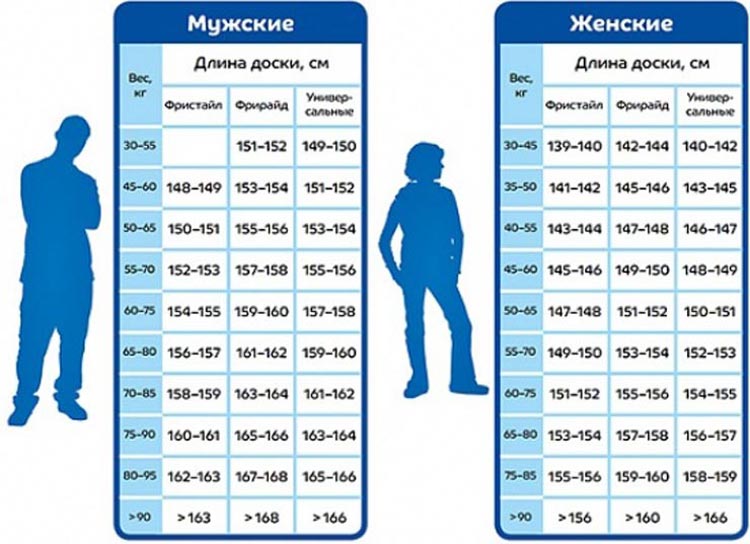 Мужские
Длина доски, см
Вес, кг
Фристайл Фрирайд Универ-сальные
30–55 151–152 149–150
45–60 148–149 153–154 151–152
50–65 150–151 155–156 153–154
55–70 152–153 157–158 155–156
60–75 154–155 159–160 157–158
65–80 156–157 161–162 159–160
70–85 158–159 163–164 161–162
75–90 160–161 165–166 163–164
80–95 162–163 167–168 165–166
>90 >163 >168 >166
Женские
Длина доски, см
Вес, кг
Фристайл Фрирайд Универ-сальные
30–45 139–140 142–144 140–142
35–50 141–142 145–146 143–145
40–55 143–144 147–148 146–147
45–60 145–146 149–150 148–149
50–65 147–148 151–152 150–151
55–70 149–150 153–154 152–153
60–75 151–152 155–156 154–155
65–80 153–154 157–158 156–157
75–85 155–156 159–160 158–159
>90 >156 >160 >166